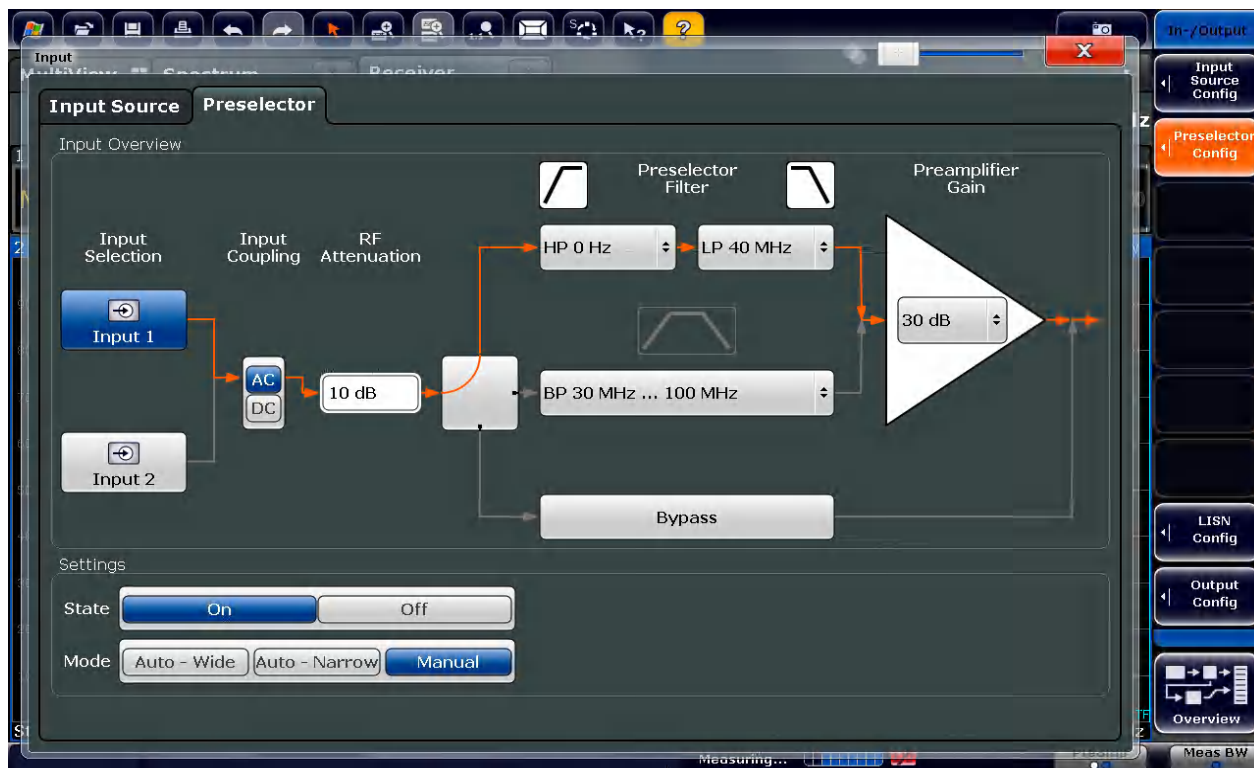 In-/Output
Input
MultiView
Spectrum
Receiver
X
Input
Source
Config
Input Source
Preselector
Preselector
Config
Input Overview
Preselector
Filter
Preamplifier
Gain
Input
Selection
Input
Coupling
RF
Attenuation
HP 0 Hz
LP 40 MHz
Input 1
30 dB
AC
DC
10 dB
BP 30 MHz ... 100 MHz
Input 2
Bypass
LISN
Config
Settings
State
On
Off
Output
Config
Mode
Auto - Wide
Auto - Narrow
Manual
Overview
Measuring...
Meas BW